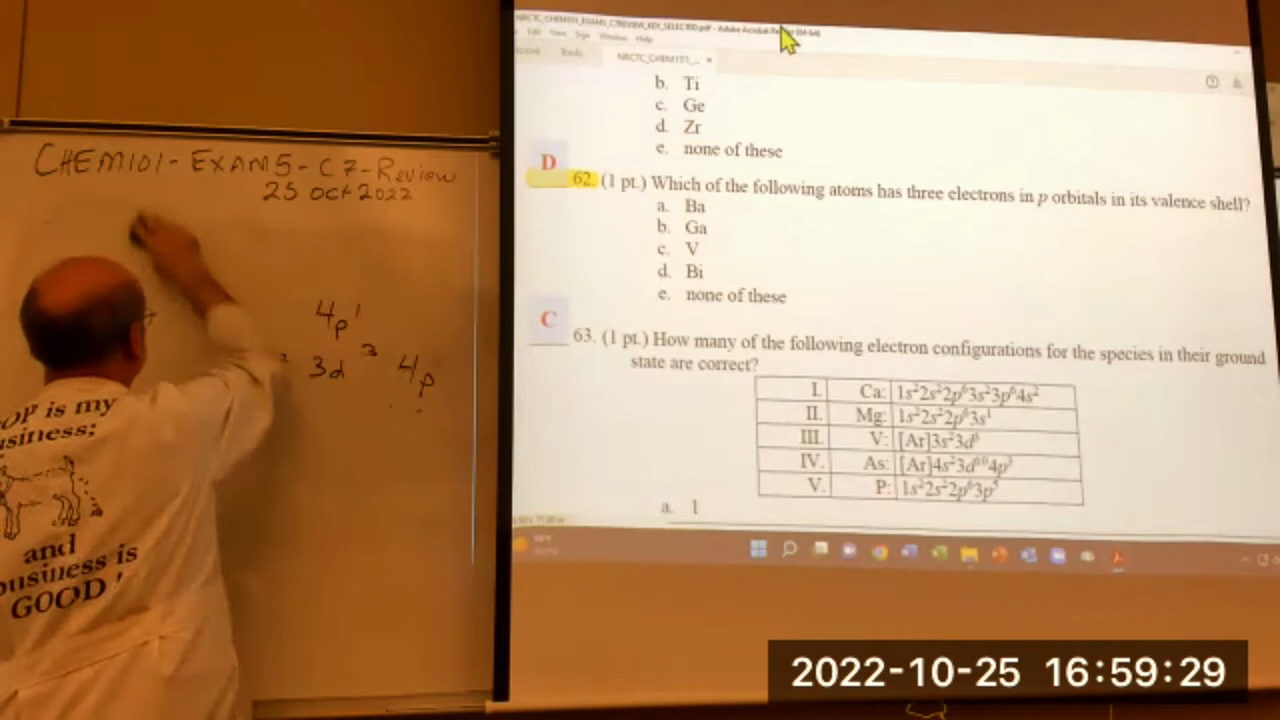 CHEM101- EXAM5- C7-Review
25 Oct 2022
4p¹
3d³ 4p
OP is my
usiness;
and
business is
GOOD!
Tools
b. Ti
c. Ge
d. Zr
e. none of these
D
62. (1 pt.) Which of the following atoms has three electrons in p orbitals in its valence shell?
a. Ba
b. Ga
c. V
d. Bi
e. none of these
C
63. (1 pt.) How many of the following electron configurations for the species in their ground
state are correct?
I. Ca: 1s²2s²2p⁶3s²3p⁶4s²
II. Mg: 1s²2s²2p⁶3s¹
III. V: [Ar]3s²3d³
IV. As: [Ar]4s²3d¹⁰4p³
V. P: 1s²2s²2p⁶3p⁵
a. 1
2022-10-25 16:59:29